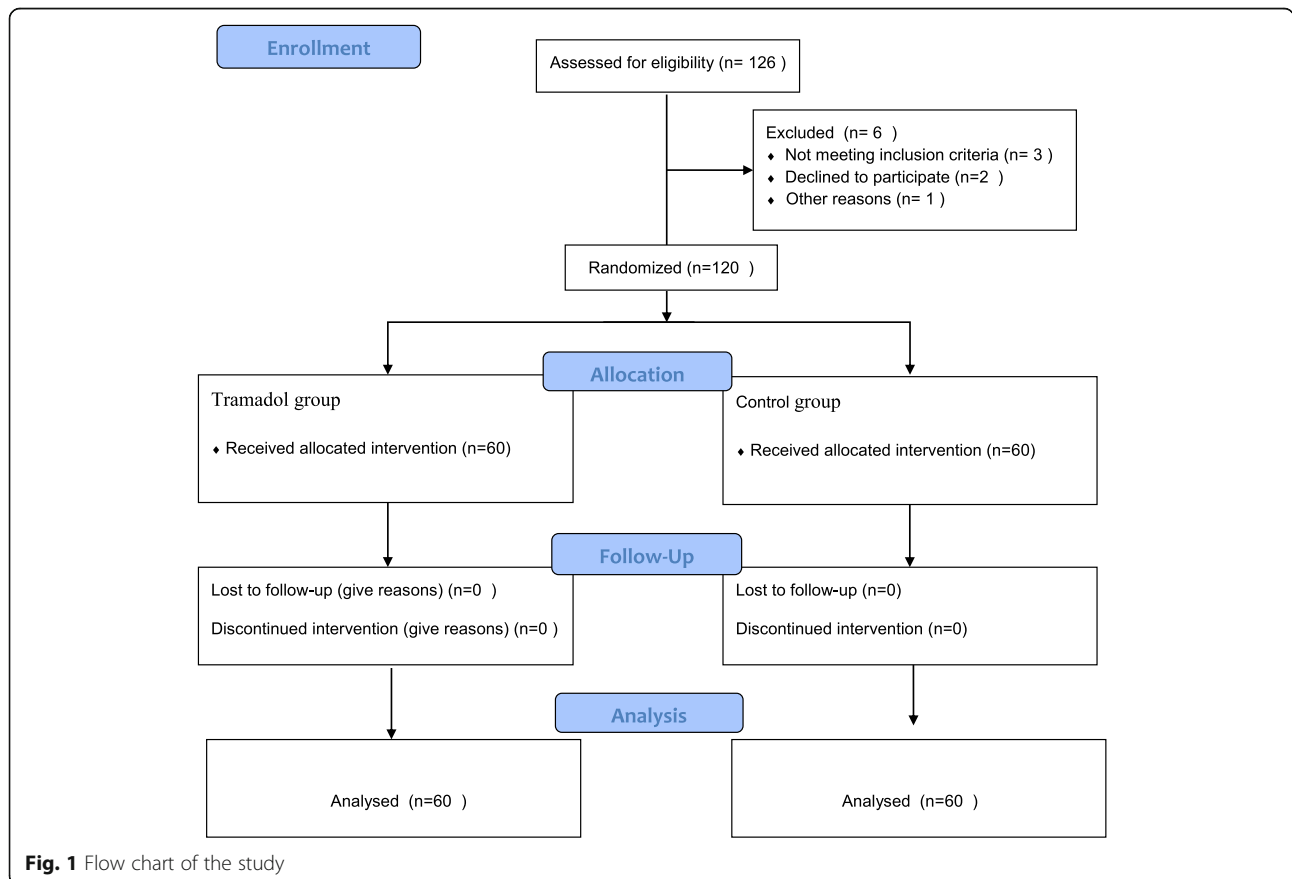 Enrollment
Assessed for eligibility (n= 126 )
Excluded (n= 6 )
♦ Not meeting inclusion criteria (n= 3 )
♦ Declined to participate (n=2 )
♦ Other reasons (n= 1 )
Randomized (n=120 )
Allocation
Tramadol group
♦ Received allocated intervention (n=60)
Control group
♦ Received allocated intervention (n=60)
Follow-Up
Lost to follow-up (give reasons) (n=0 )
Discontinued intervention (give reasons) (n=0 )
Lost to follow-up (n=0)
Discontinued intervention (n=0)
Analysis
Analysed (n=60 )
Analysed (n=60 )
Fig. 1 Flow chart of the study